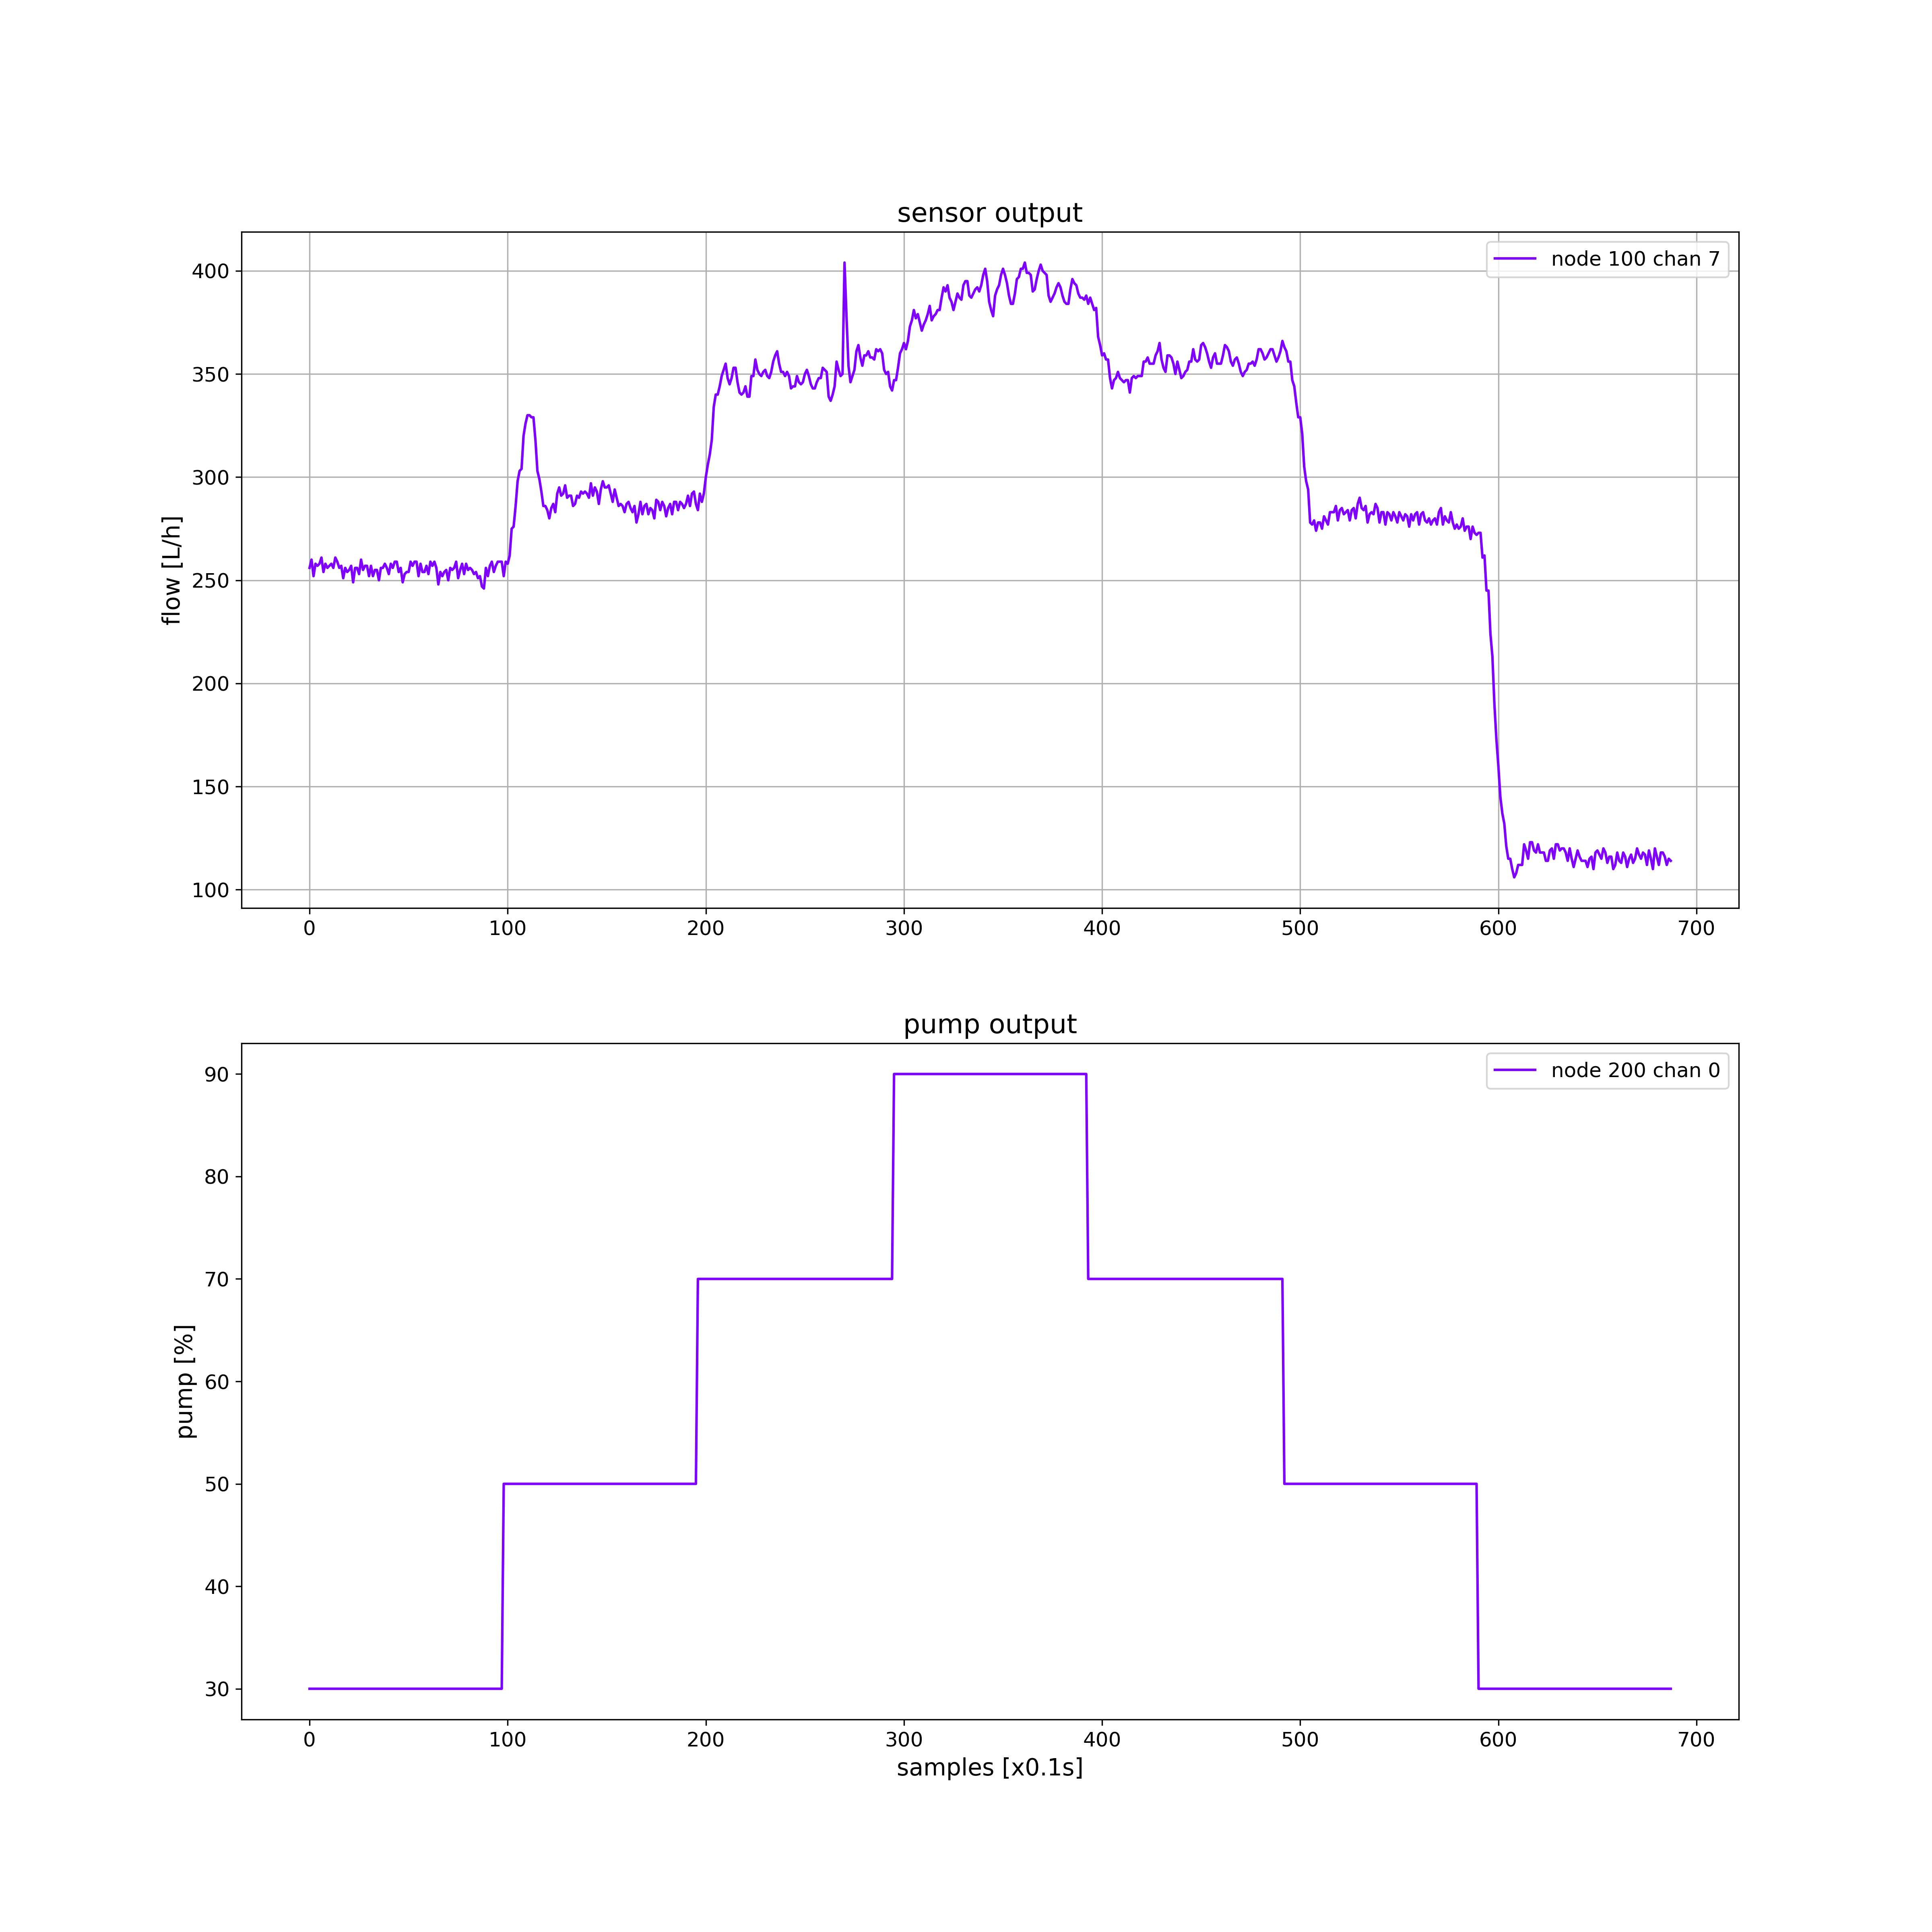 sensor output
node 100 chan 7
flow [L/h]
400
350
300
250
200
150
100
0 100 200 300 400 500 600 700
pump output
node 200 chan 0
pump [%]
90
80
70
60
50
40
30
0 100 200 300 400 500 600 700
samples [x0.1s]